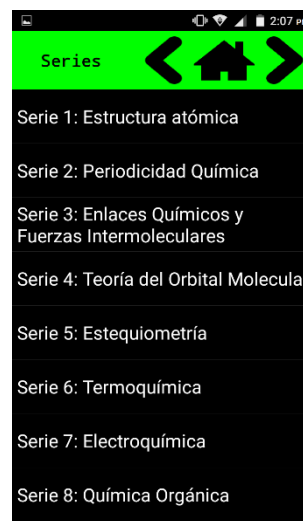 2:07 PM
Series
Serie 1: Estructura atómica
Serie 2: Periodicidad Química
Serie 3: Enlaces Químicos y
Fuerzas Intermoleculares
Serie 4: Teoría del Orbital Molecula
Serie 5: Estequiometría
Serie 6: Termoquímica
Serie 7: Electroquímica
Serie 8: Química Orgánica